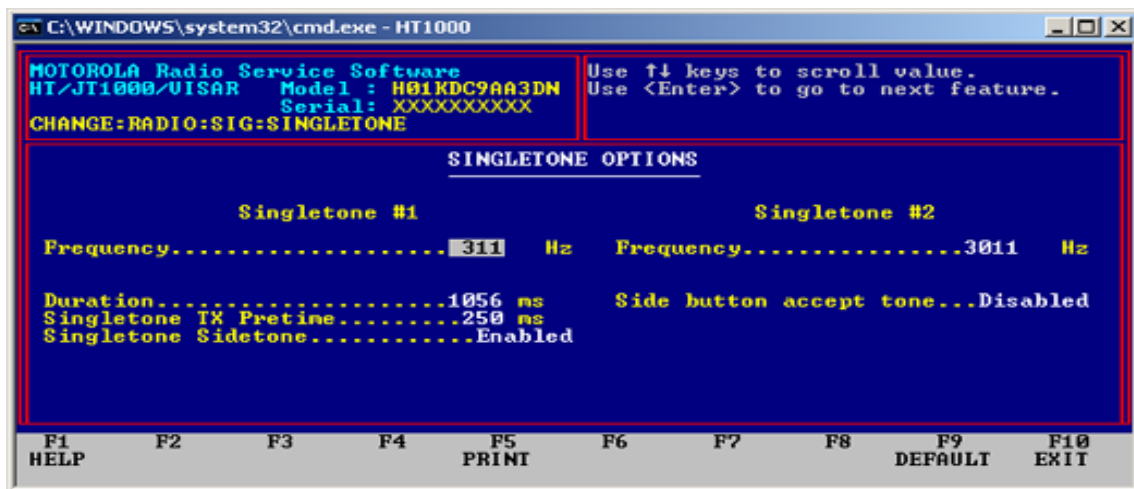 C:\WINDOWS\system32\cmd.exe - HT1000
MOTOROLA Radio Service Software
HT/JT1000/VISAR Model : H01KDC9AA3DN
Serial: XXXXXXXXXX
CHANGE:RADIO:SIG:SINGLETONE
Use ↑↓ keys to scroll value.
Use <Enter> to go to next feature.
SINGLETONE OPTIONS
Singletone #1
Frequency.....................311 Hz
Duration......................1056 ms
Singletone TX Pretime.........250 ms
Singletone Sidetone............Enabled
Singletone #2
Frequency................3011 Hz
Side button accept tone...Disabled
F1 F2 F3 F4 F5 F6 F7 F8 F9 F10
HELP PRINT DEFAULT EXIT